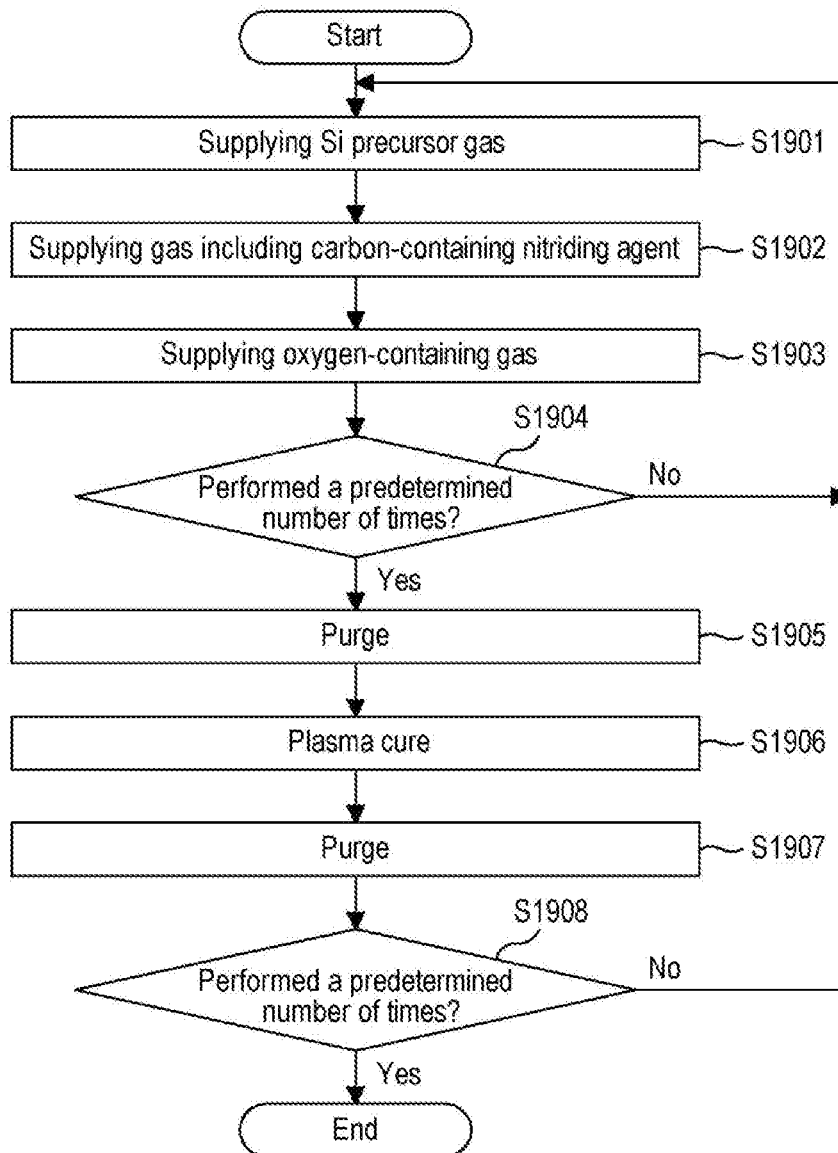 Start
Supplying Si precursor gas
S1901
Supplying gas including carbon-containing nitriding agent
S1902
Supplying oxygen-containing gas
S1903
S1904
Performed a predetermined
number of times?
No
Yes
Purge
S1905
Plasma cure
S1906
Purge
S1907
S1908
Performed a predetermined
number of times?
No
Yes
End